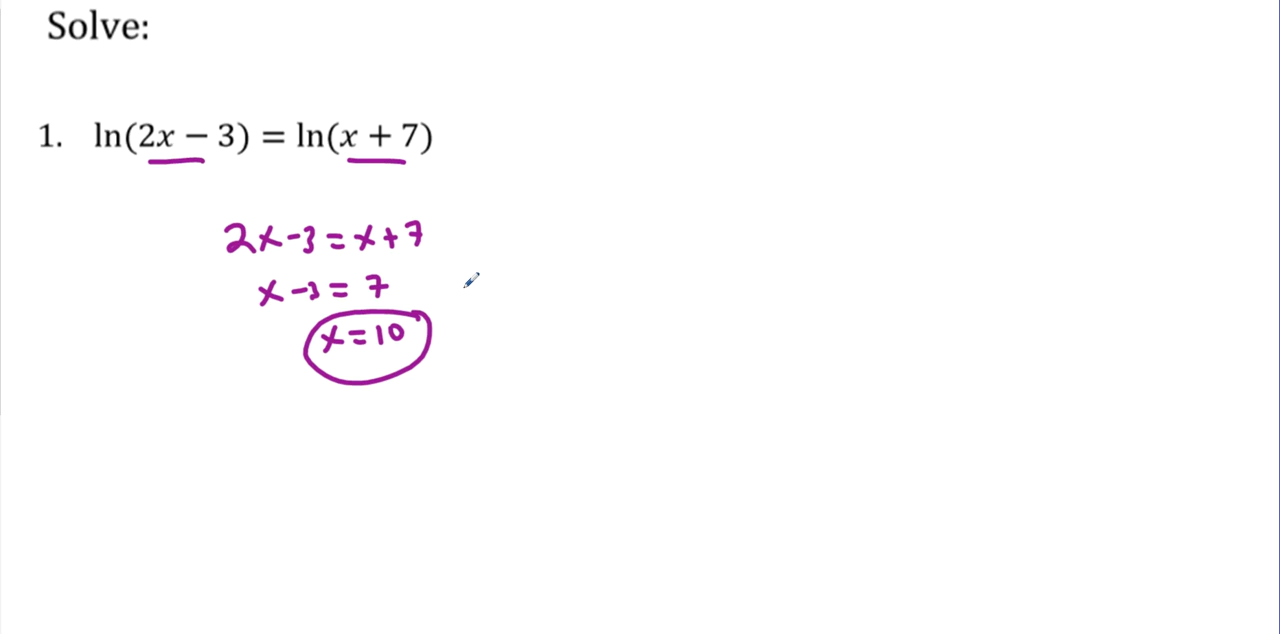 Solve:
1. ln(2x − 3) = ln(x + 7)
2x-3=x+7
x-3=7
x=10